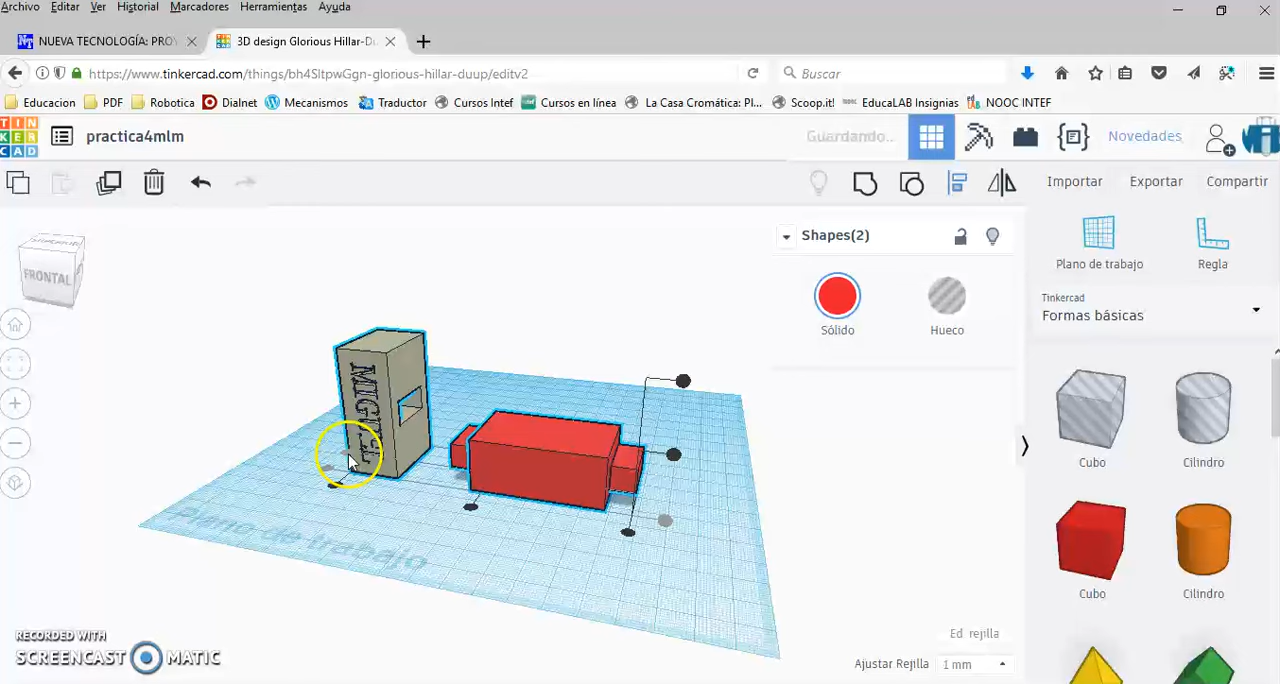 Archivo Editar Ver Historial Marcadores Herramientas Ayuda
NT NUEVA TECNOLOGÍA: PRO 3D design Glorious Hillar-Du
https://www.tinkercad.com/things/bh4SltpwGgn-glorious-hillar-duup/editv2 Buscar
Educacion PDF Robotica Dialnet Mecanismos Traductor Cursos Intef Cursos en línea La Casa Cromática: Pl... Scoop.it! EducaLAB Insignias NOOC INTEF
TIN
KER
CAD
practica4mlm Guardando... Novedades
Importar Exportar Compartir
Shapes(2)
FRONTAL
Plano de trabajo Regla
Sólido Hueco
Tinkercad
Formas básicas
MIGUEL
Cubo Cilindro
Plano de trabajo
Cubo Cilindro
Ed. rejilla
Ajustar Rejilla 1 mm
RECORDED WITH
SCREENCAST MATIC